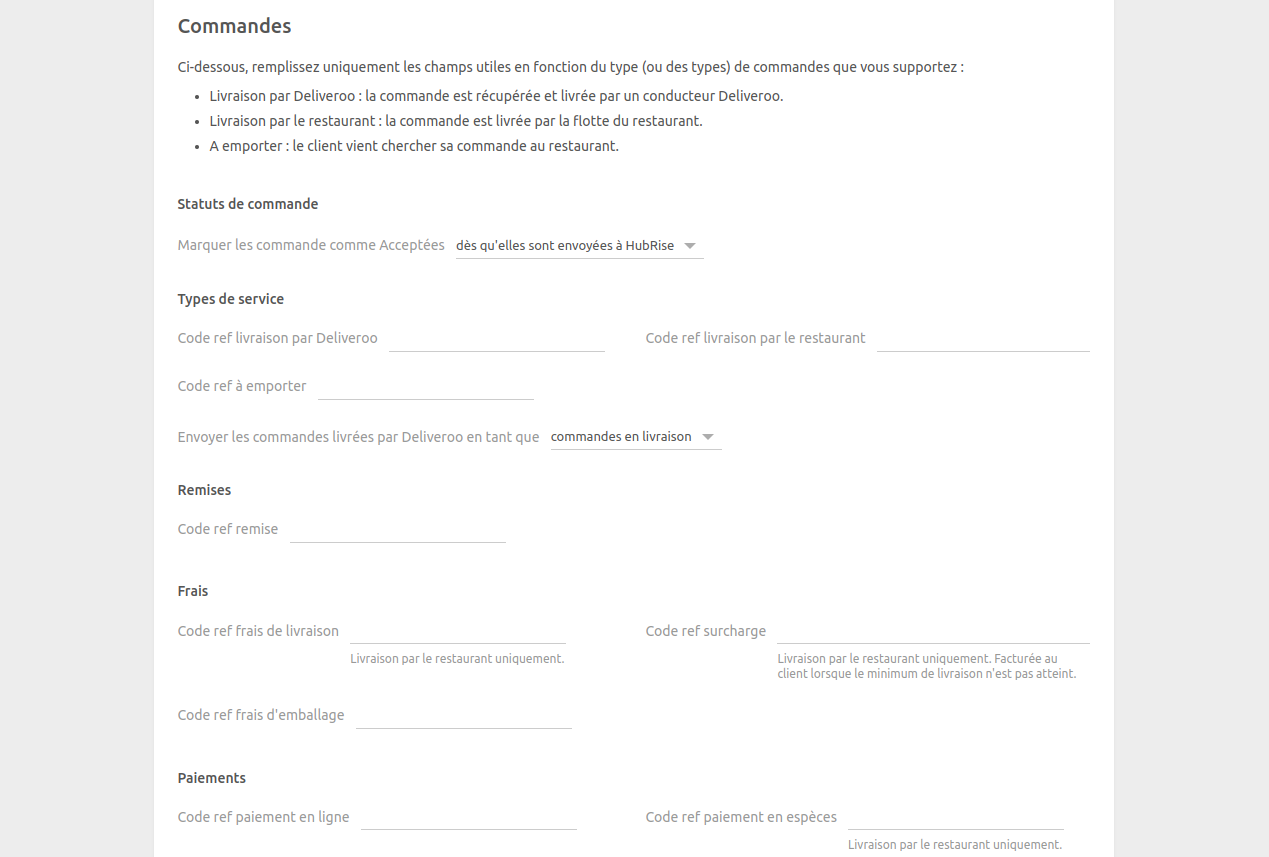 Commandes
Ci-dessous, remplissez uniquement les champs utiles en fonction du type (ou des types) de commandes que vous supportez :
• Livraison par Deliveroo : la commande est récupérée et livrée par un conducteur Deliveroo.
• Livraison par le restaurant : la commande est livrée par la flotte du restaurant.
• A emporter : le client vient chercher sa commande au restaurant.
Statuts de commande
Marquer les commande comme Acceptées dès qu'elles sont envoyées à HubRise
Types de service
Code ref livraison par Deliveroo
Code ref livraison par le restaurant
Code ref à emporter
Envoyer les commandes livrées par Deliveroo en tant que commandes en livraison
Remises
Code ref remise
Frais
Code ref frais de livraison
Livraison par le restaurant uniquement.
Code ref surcharge
Livraison par le restaurant uniquement. Facturée au
client lorsque le minimum de livraison n'est pas atteint.
Code ref frais d'emballage
Paiements
Code ref paiement en ligne
Code ref paiement en espèces
Livraison par le restaurant uniquement.